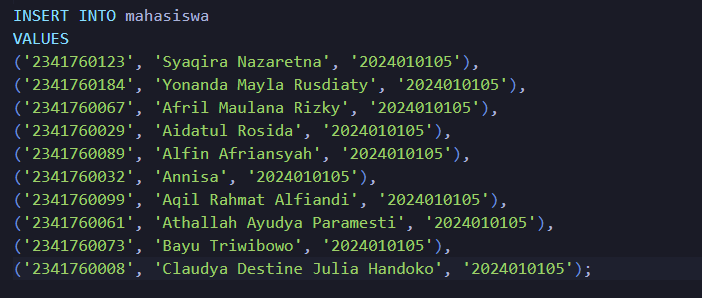 INSERT INTO mahasiswa
VALUES
('2341760123', 'Syaqira Nazaretna', '2024010105'),
('2341760184', 'Yonanda Mayla Rusdiaty', '2024010105'),
('2341760067', 'Afril Maulana Rizky', '2024010105'),
('2341760029', 'Aidatul Rosida', '2024010105'),
('2341760089', 'Alfin Afriansyah', '2024010105'),
('2341760032', 'Annisa', '2024010105'),
('2341760099', 'Aqil Rahmat Alfiandi', '2024010105'),
('2341760061', 'Athallah Ayudya Paramesti', '2024010105'),
('2341760073', 'Bayu Triwibowo', '2024010105'),
('2341760008', 'Claudya Destine Julia Handoko', '2024010105');